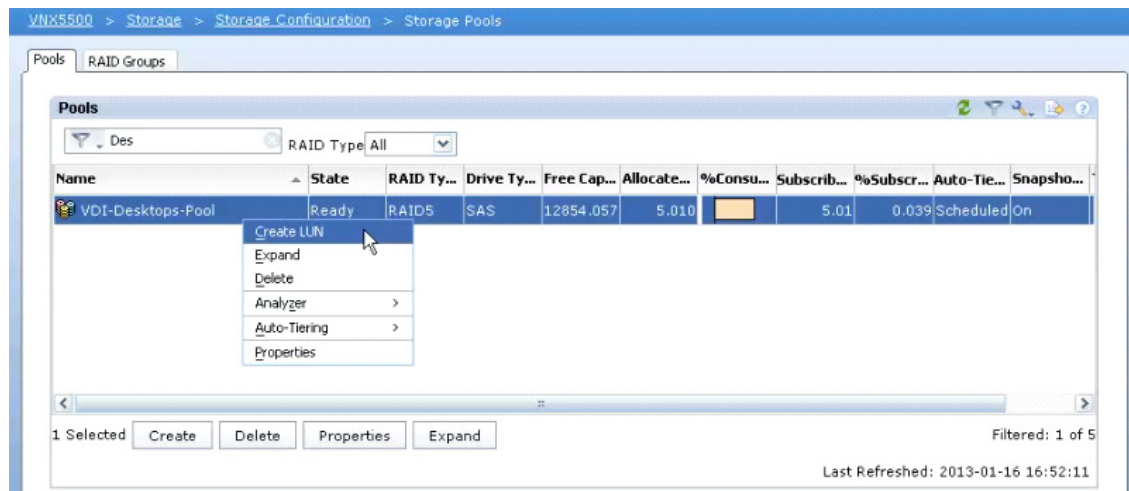 VNX5500 > Storage > Storage Configuration > Storage Pools
Pools RAID Groups
Pools
Des RAID Type All
Name State RAID Ty... Drive Ty... Free Cap... Allocate... %Consu... Subscrib... %Subscr... Auto-Tie... Snapsho...
VDI-Desktops-Pool Ready RAID5 SAS 12854.057 5.010 5.01 0.039 Scheduled On
Create LUN
Expand
Delete
Analyzer >
Auto-Tiering >
Properties
1 Selected Create Delete Properties Expand Filtered: 1 of 5
Last Refreshed: 2013-01-16 16:52:11